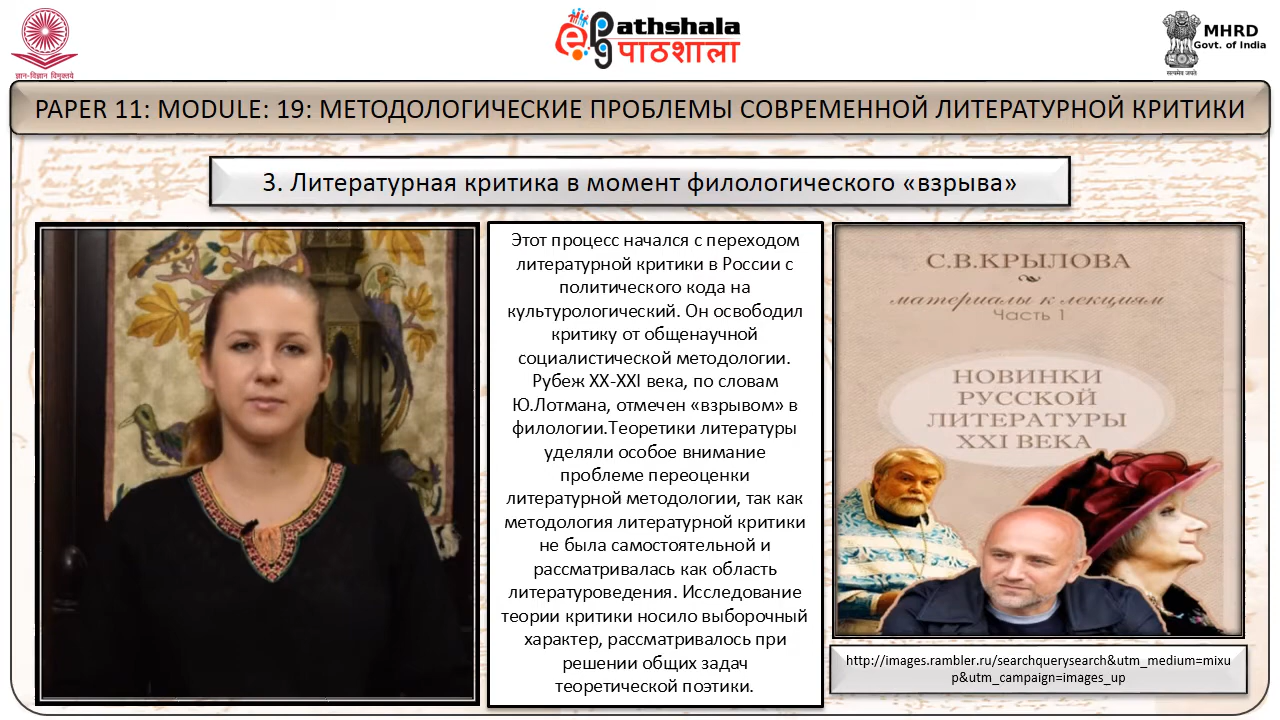 ज्ञान-विज्ञान विमुक्तये
ePathshala
पाठशाला
MHRD
Govt. of India
सत्यमेव जयते
PAPER 11: MODULE: 19: МЕТОДОЛОГИЧЕСКИЕ ПРОБЛЕМЫ СОВРЕМЕННОЙ ЛИТЕРАТУРНОЙ КРИТИКИ
3. Литературная критика в момент филологического «взрыва»
Этот процесс начался с переходом
литературной критики в России с
политического кода на
культурологический. Он освободил
критику от общенаучной
социалистической методологии.
Рубеж XX-XXI века, по словам
Ю.Лотмана, отмечен «взрывом» в
филологии.Теоретики литературы
уделяли особое внимание
проблеме переоценки
литературной методологии, так как
методология литературной критики
не была самостоятельной и
рассматривалась как область
литературоведения. Исследование
теории критики носило выборочный
характер, рассматривалось при
решении общих задач
теоретической поэтики.
С.В.КРЫЛОВА
материалы к лекциям
Часть 1
НОВИНКИ
РУССКОЙ
ЛИТЕРАТУРЫ
XXI ВЕКА
http://images.rambler.ru/searchquerysearch&utm_medium=mixu
p&utm_campaign=images_up